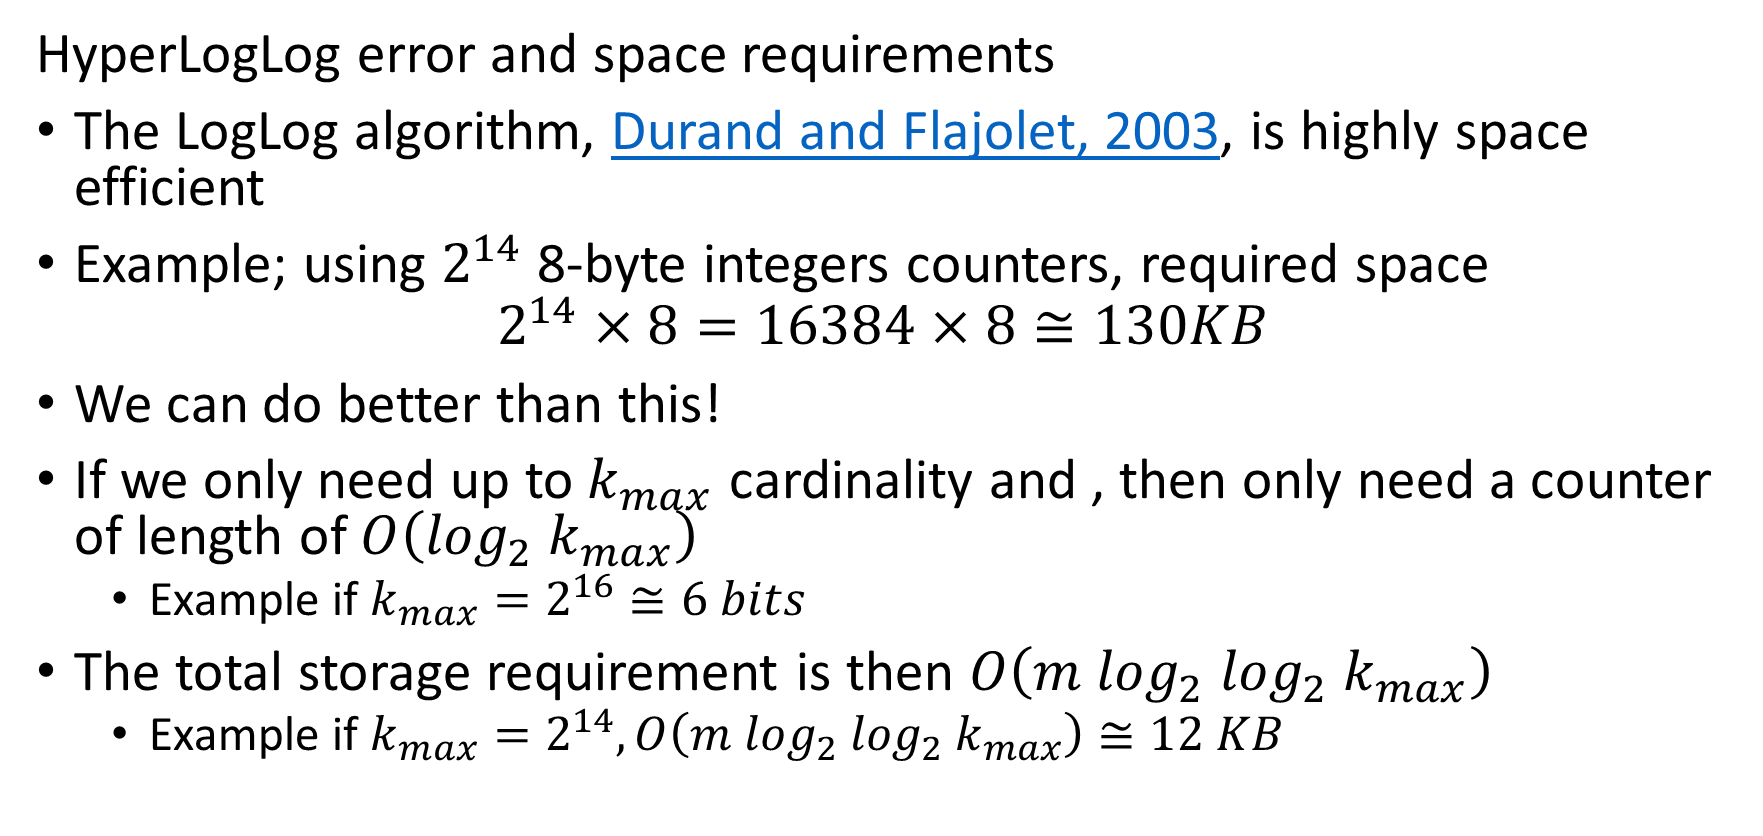 HyperLogLog error and space requirements
• The LogLog algorithm, Durand and Flajolet, 2003, is highly space
efficient
• Example; using 2^14 8-byte integers counters, required space
2^14 × 8 = 16384 × 8 ≅ 130KB
• We can do better than this!
• If we only need up to k_max cardinality and , then only need a counter
of length of O(log_2 k_max)
• Example if k_max = 2^16 ≅ 6 bits
• The total storage requirement is then O(m log_2 log_2 k_max)
• Example if k_max = 2^14, O(m log_2 log_2 k_max) ≅ 12 KB